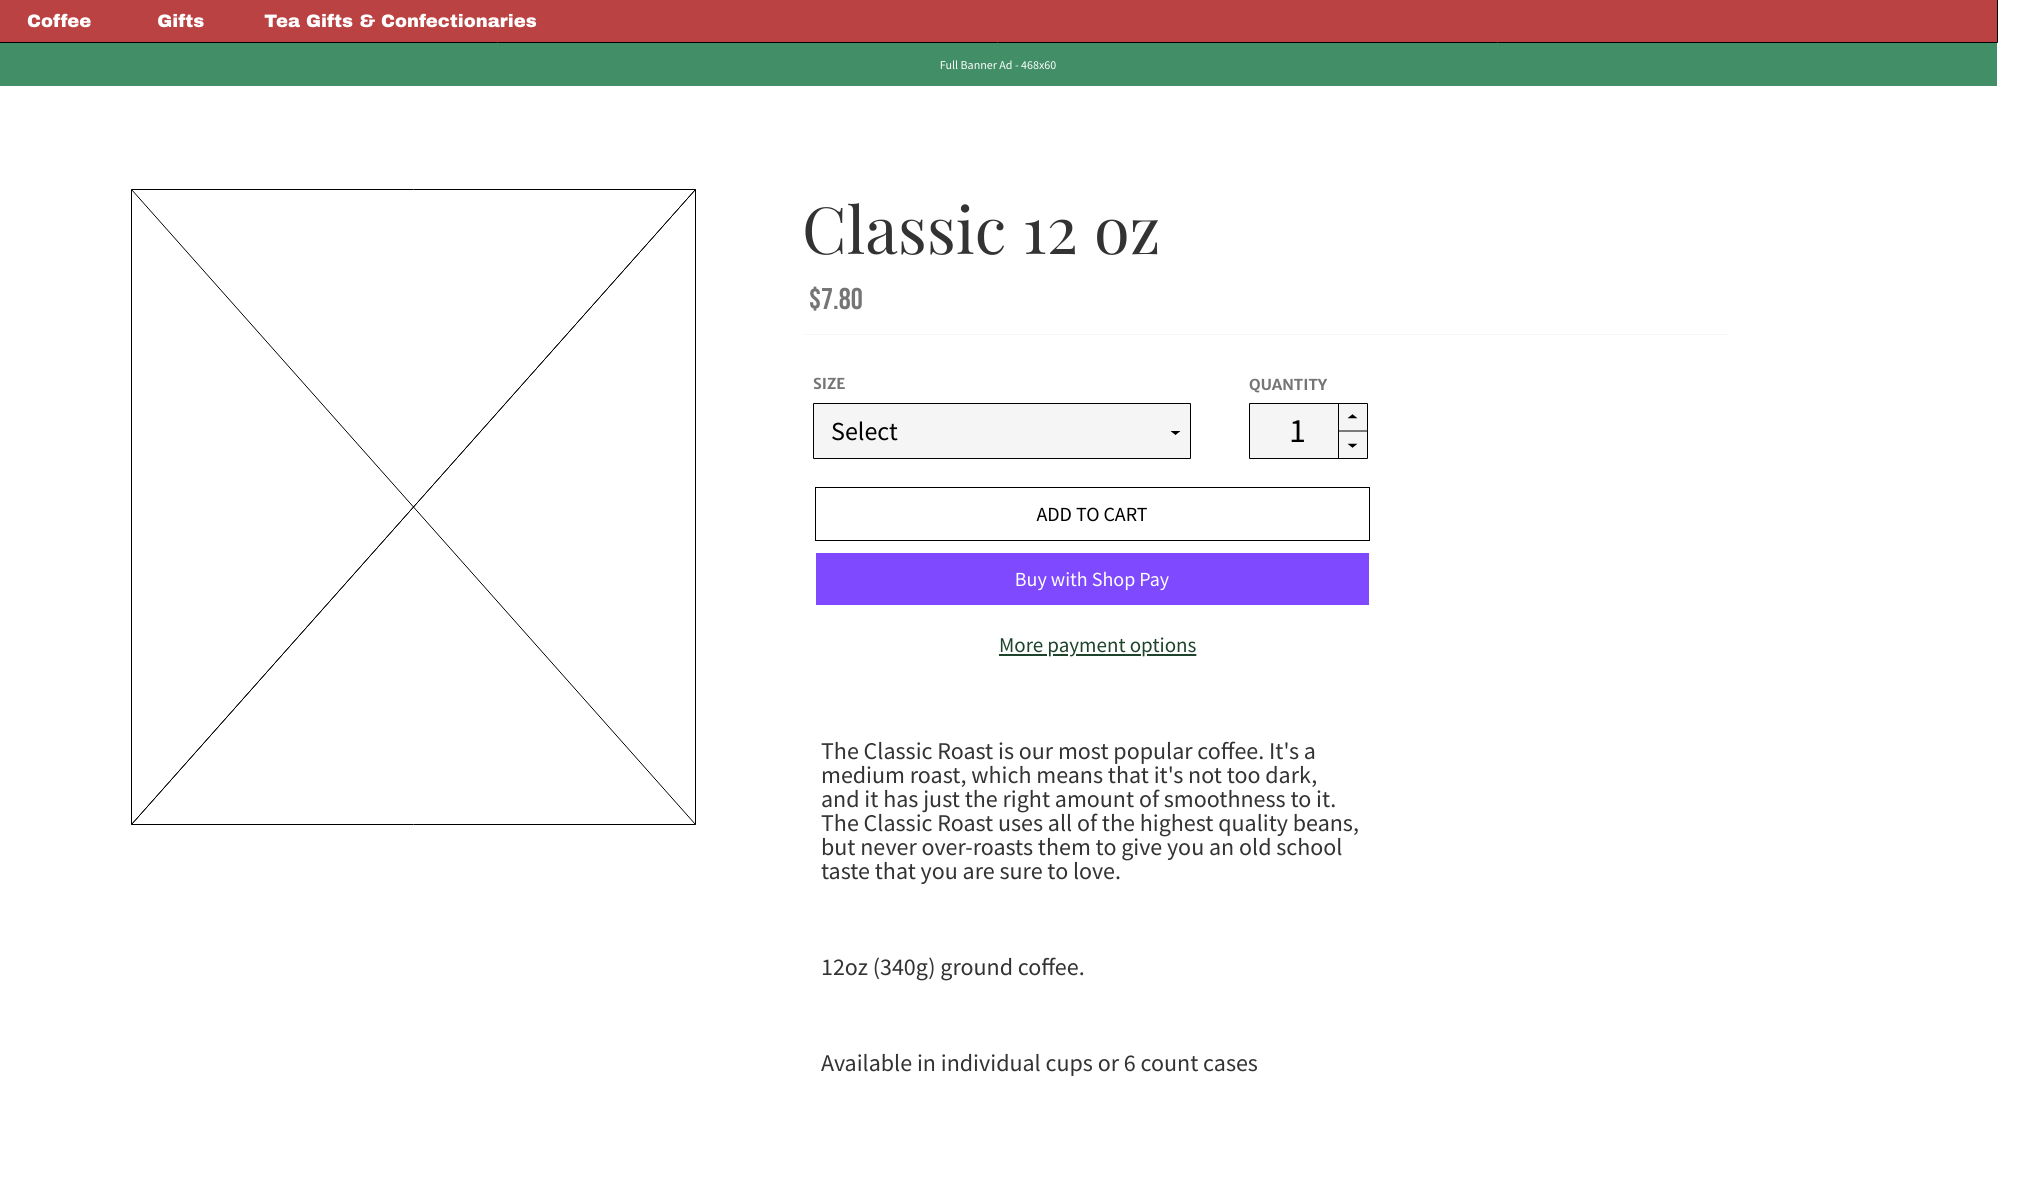 Coffee Gifts Tea Gifts & Confectionaries
Full Banner Ad - 468x60
Classic 12 oz
$7.80
SIZE QUANTITY
Select 1
ADD TO CART
Buy with Shop Pay
More payment options
The Classic Roast is our most popular coffee. It's a
medium roast, which means that it's not too dark,
and it has just the right amount of smoothness to it.
The Classic Roast uses all of the highest quality beans,
but never over-roasts them to give you an old school
taste that you are sure to love.
12oz (340g) ground coffee.
Available in individual cups or 6 count cases